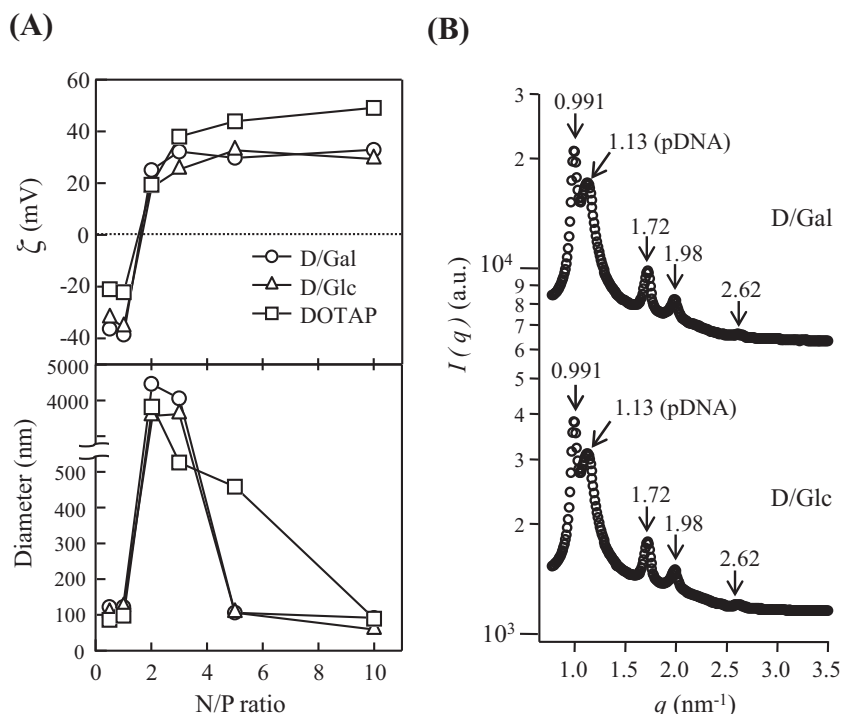 (A)
60
40
20
0
-20
-40
ζ (mV)
D/Gal
D/Glc
DOTAP
5000
4000
500
400
300
200
100
0
Diameter (nm)
0 2 4 6 8 10
N/P ratio
(B)
3
2
10⁴
9
8
7
6
5
4
3
2
10³
I(q) (a.u.)
0.991
1.13 (pDNA)
1.72
1.98
2.62
D/Gal
0.991
1.13 (pDNA)
1.72
1.98
2.62
D/Glc
1.0 1.5 2.0 2.5 3.0 3.5
q (nm⁻¹)